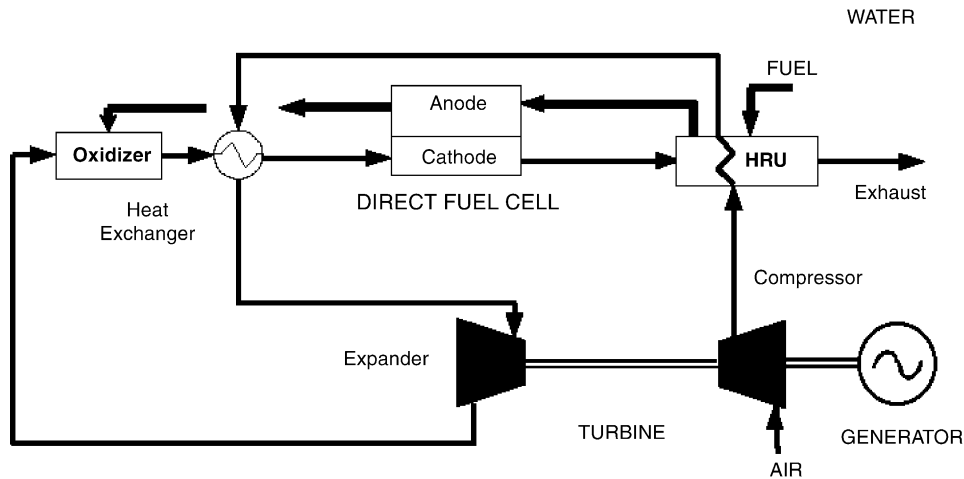 WATER
FUEL
Anode
Oxidizer
Cathode
HRU
DIRECT FUEL CELL
Exhaust
Heat
Exchanger
Compressor
Expander
TURBINE
GENERATOR
AIR